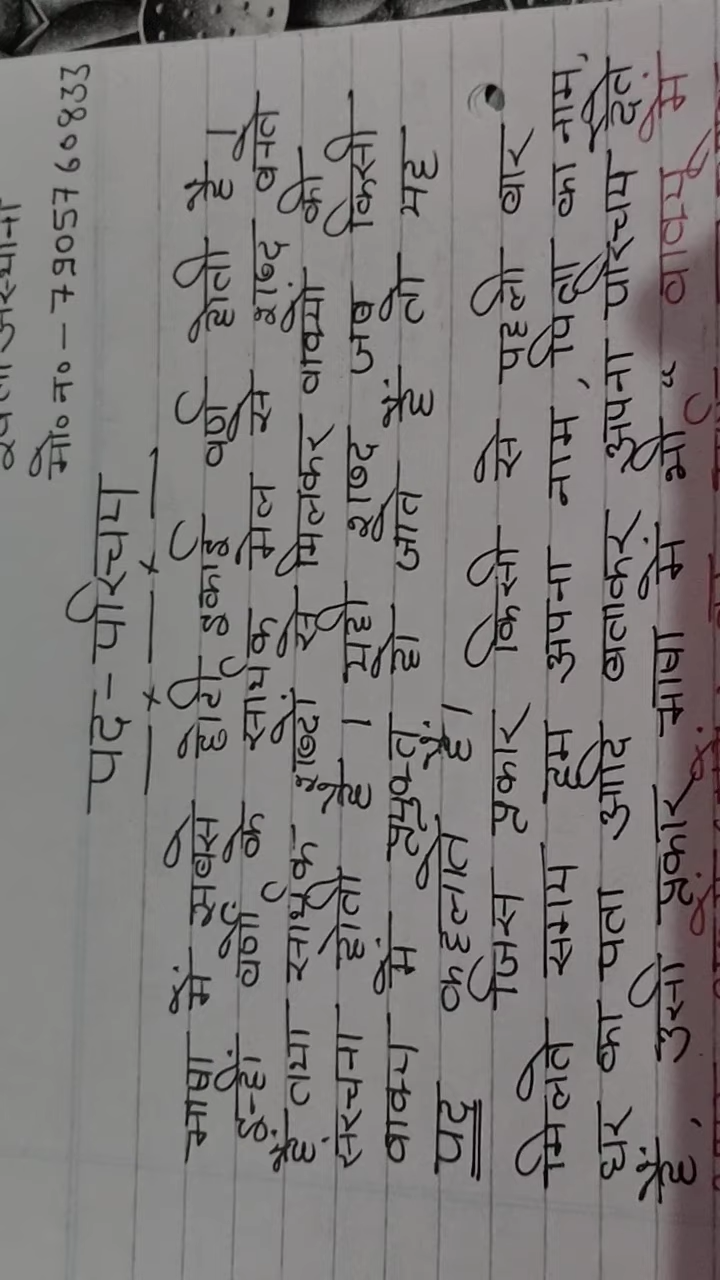 मो० न० – 7905760833
पद – परिचय
भाषा में सबसे छोटी इकाई वर्ण होती है।
इन्हीं वर्णों के सार्थक मेल से शब्द बनते
हैं तथा सार्थक शब्दों से मिलकर वाक्यों की
संरचना होती है। यही शब्द जब किसी
वाक्य में प्रयुक्त हो जाते हैं तो यह
पद कहलाते हैं।
जिस प्रकार किसी से पहली बार
मिलते समय हम अपना नाम, पिता का नाम,
घर का पता आदि बताकर अपना परिचय देते
हैं, उसी प्रकार भाषा में भी " वाक्य में